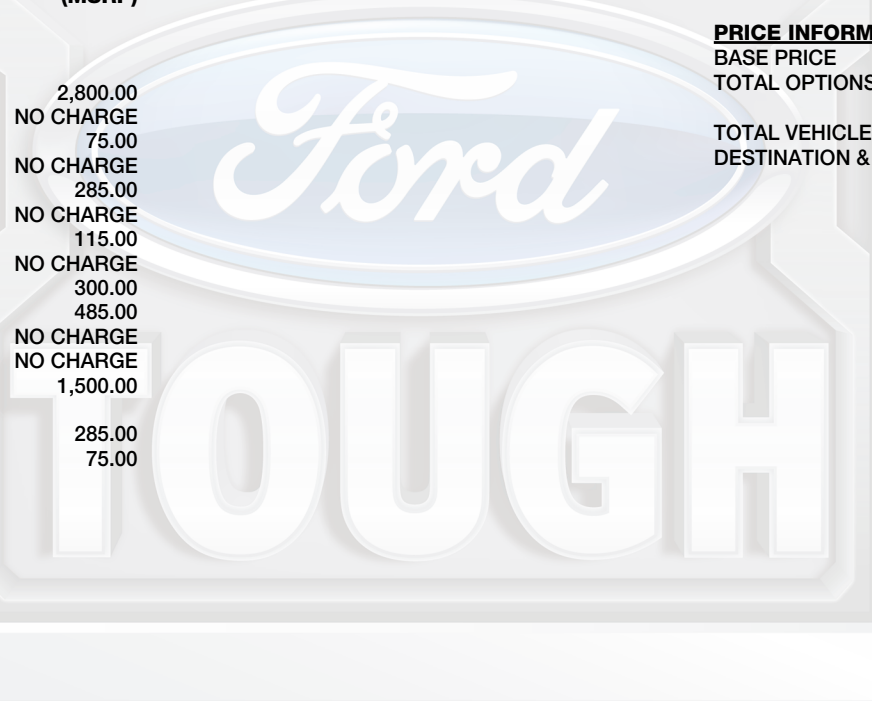 (MSRP)
2,800.00
NO CHARGE
75.00
NO CHARGE
285.00
NO CHARGE
115.00
NO CHARGE
300.00
485.00
NO CHARGE
NO CHARGE
1,500.00
285.00
75.00
PRICE INFORM
BASE PRICE
TOTAL OPTIONS
TOTAL VEHICLE
DESTINATION &
Ford
TOUGH